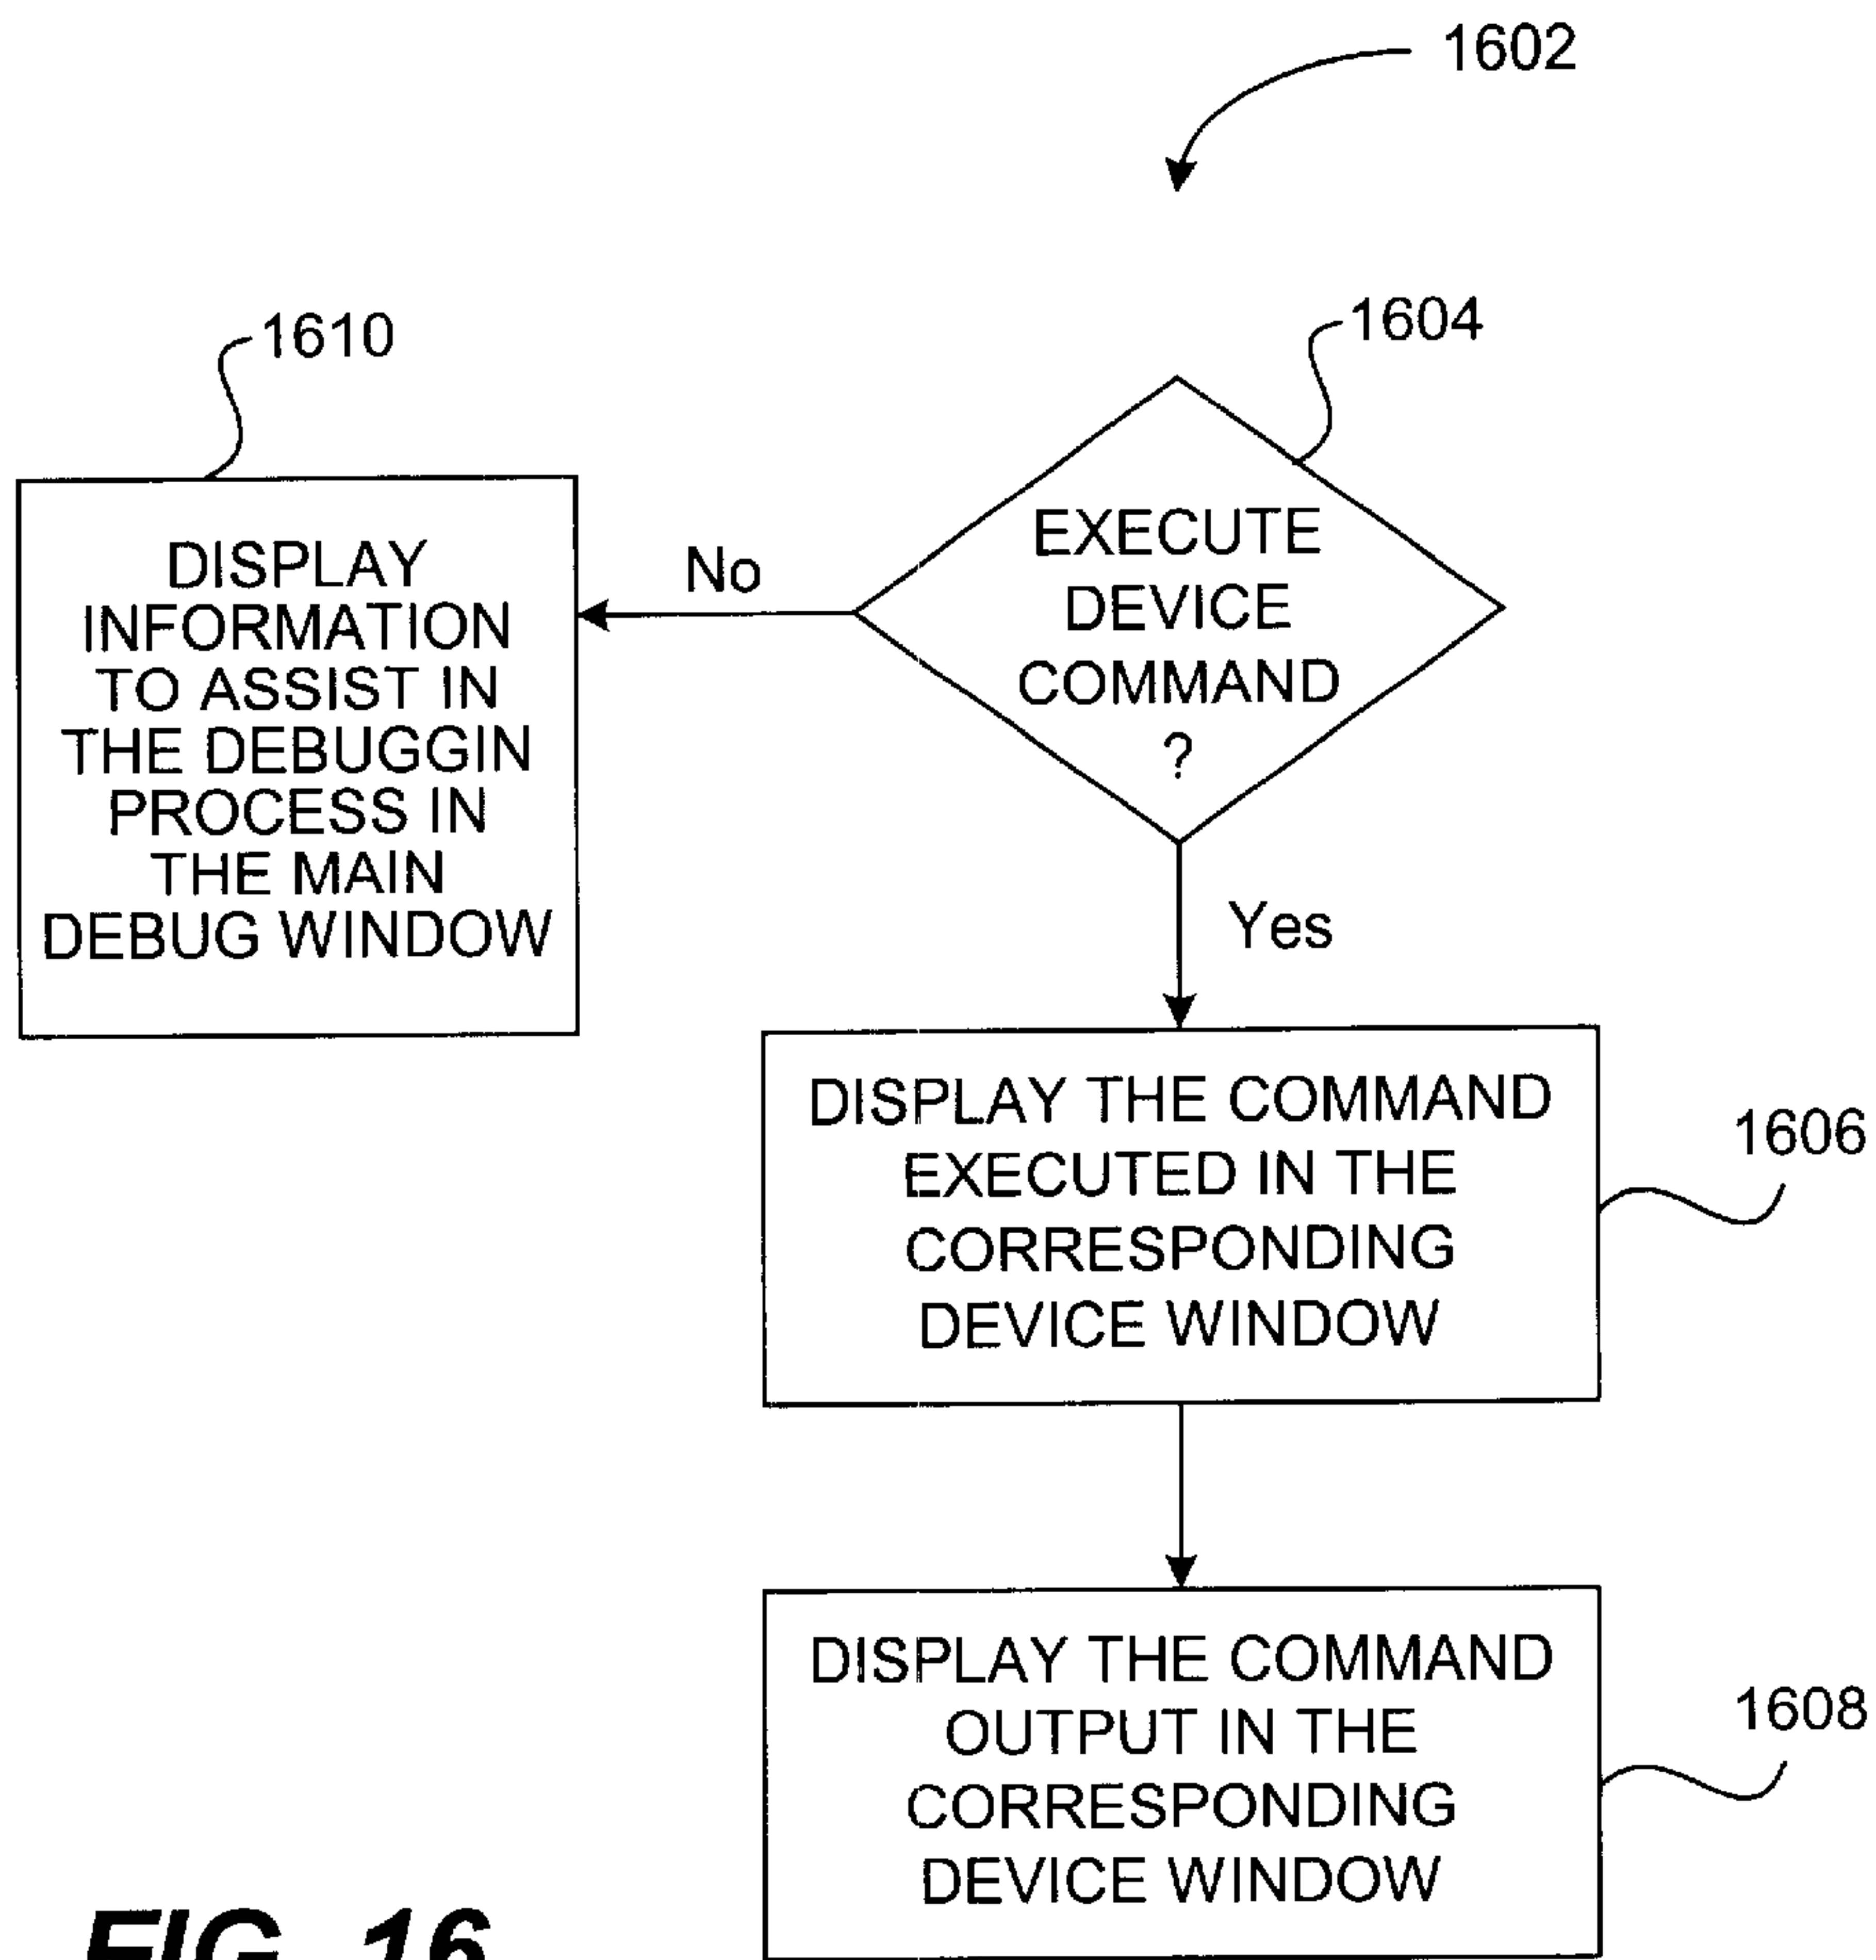 1602
1610
1604
DISPLAY
INFORMATION
TO ASSIST IN
THE DEBUGGIN
PROCESS IN
THE MAIN
DEBUG WINDOW
No
EXECUTE
DEVICE
COMMAND
?
Yes
DISPLAY THE COMMAND
EXECUTED IN THE
CORRESPONDING
DEVICE WINDOW
1606
DISPLAY THE COMMAND
OUTPUT IN THE
CORRESPONDING
DEVICE WINDOW
1608
FIG. 16